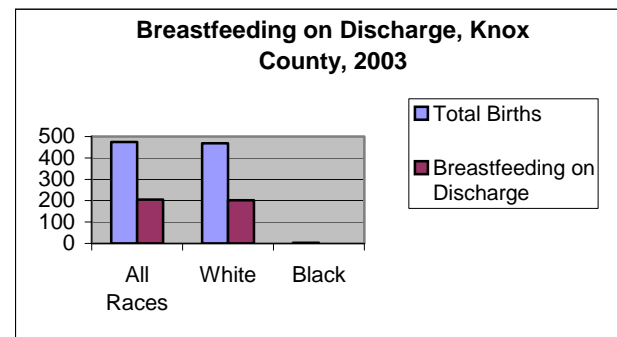 Breastfeeding on Discharge, Knox
County, 2003
500
400
300
200
100
0
All
Races
White
Black
Total Births
Breastfeeding on
Discharge